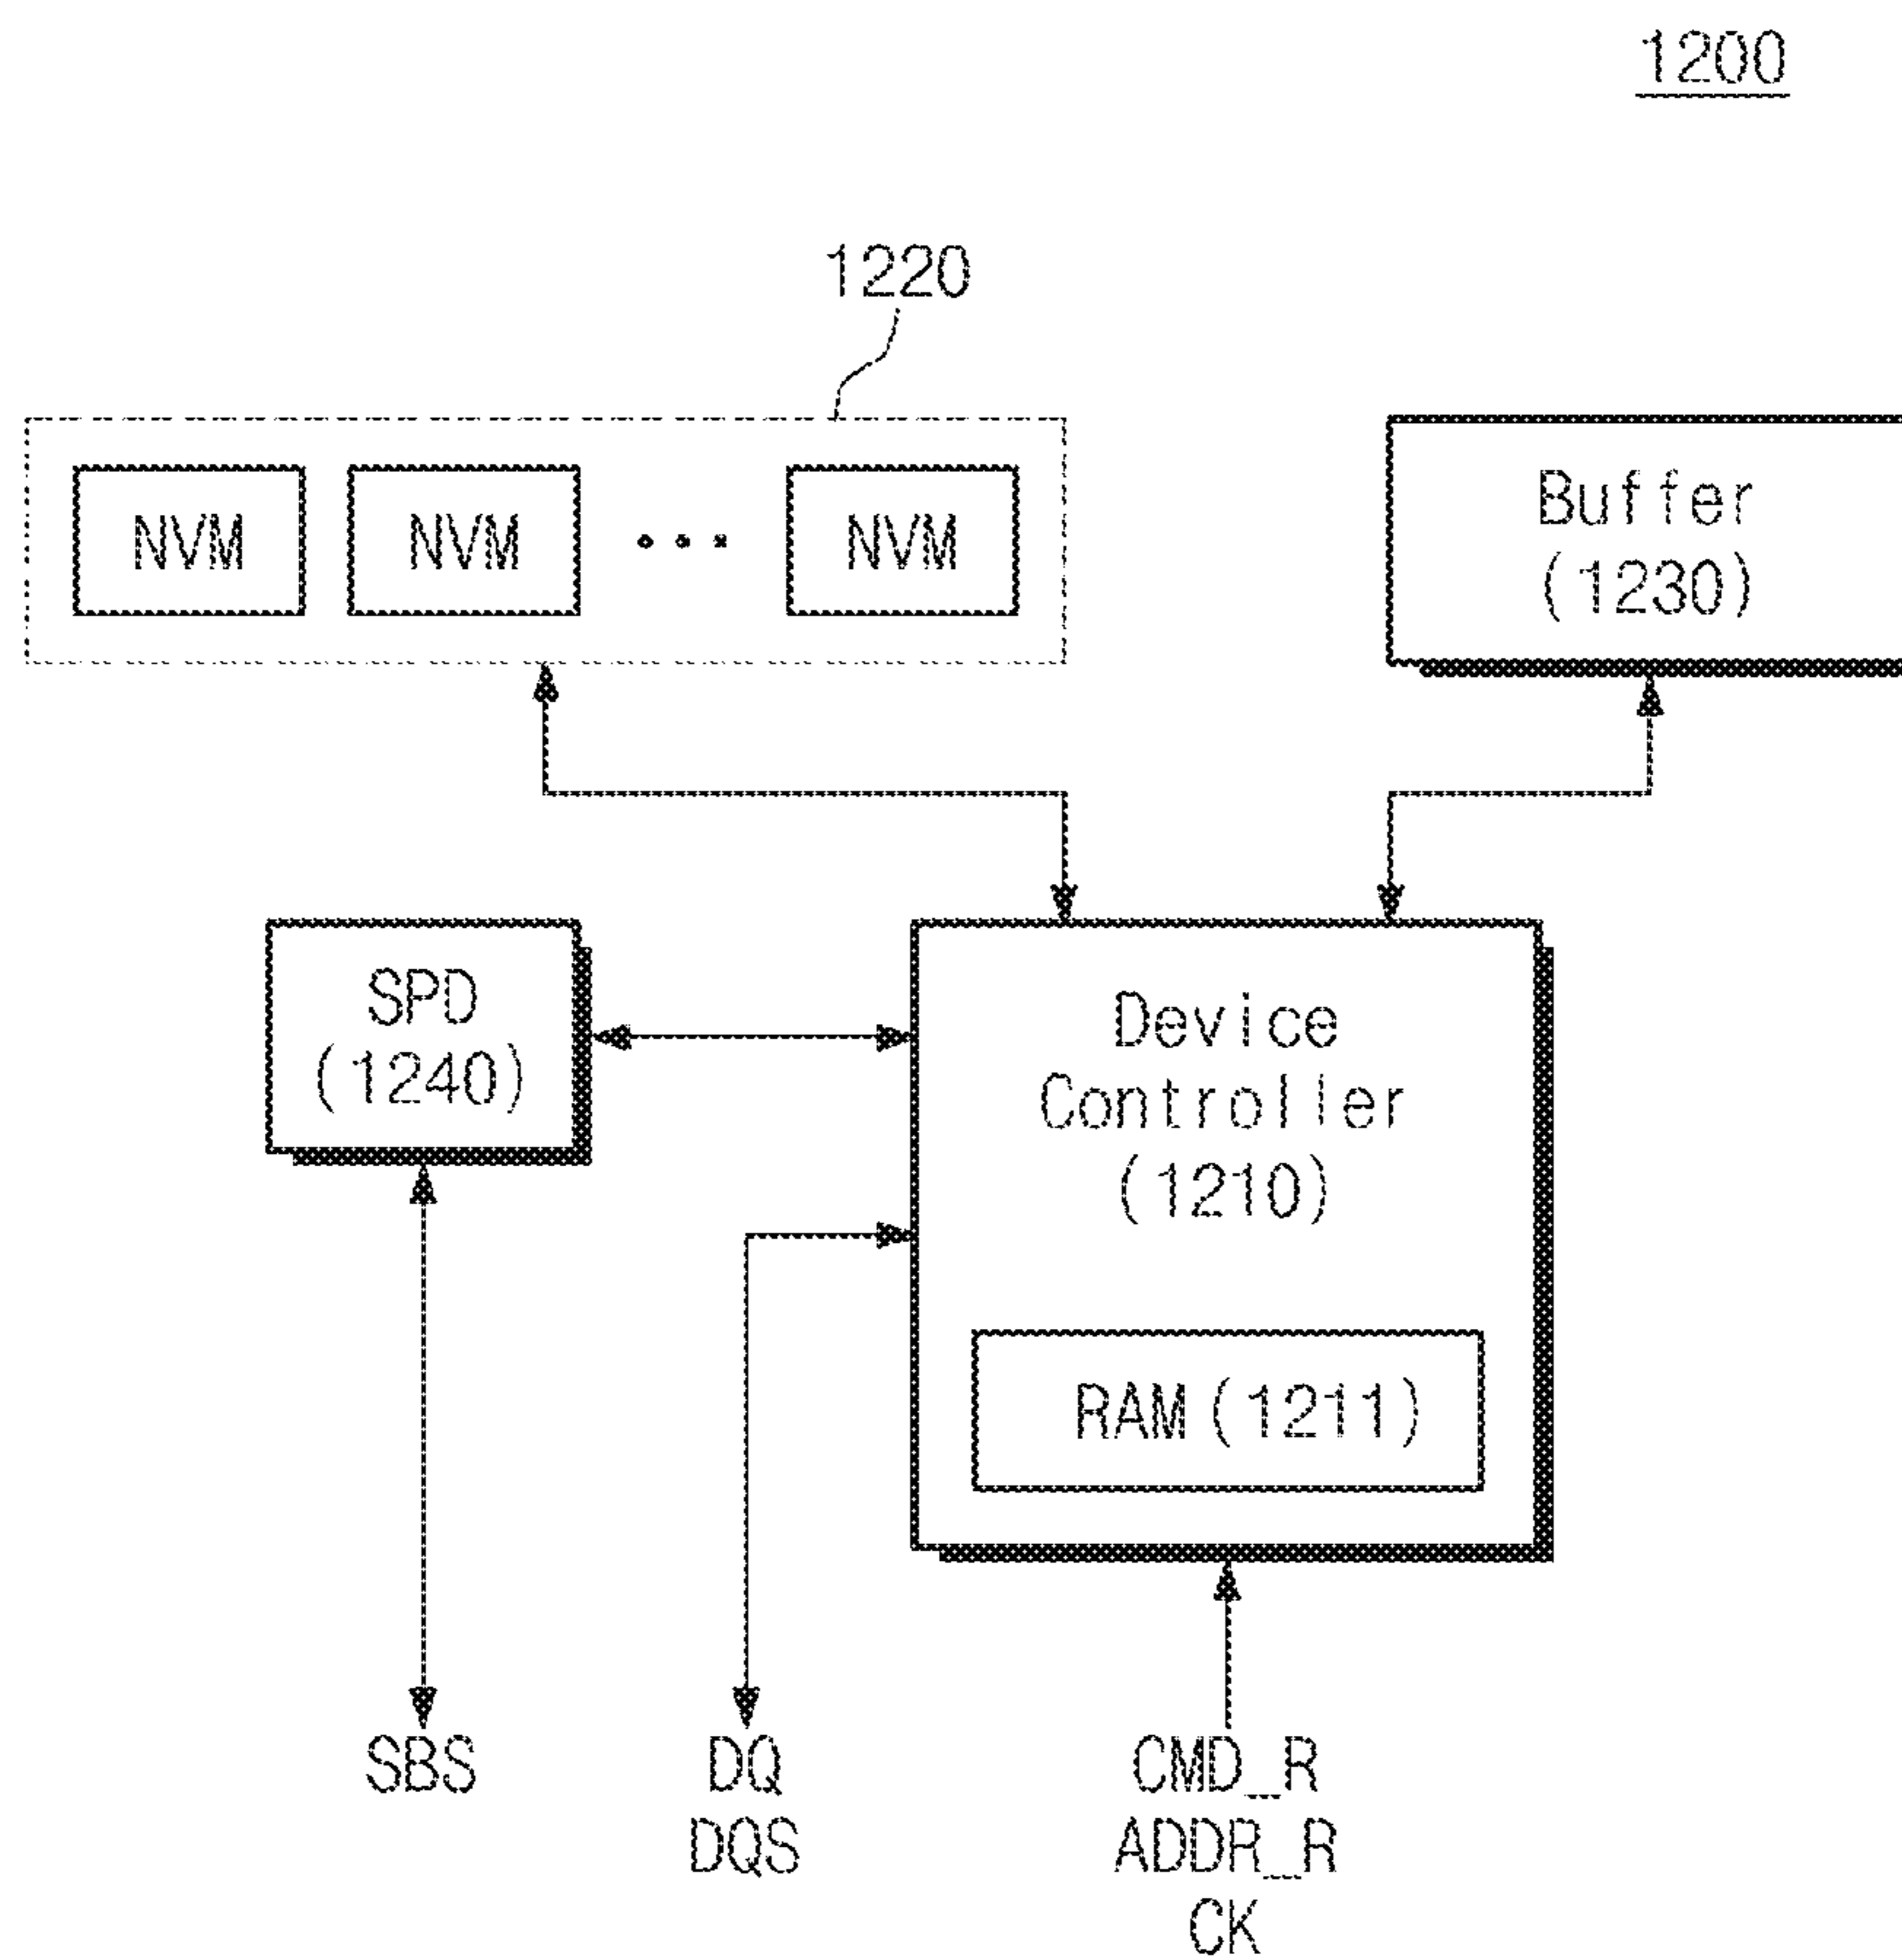 1200
1220
NVM NVM ... NVM
Buffer
(1230)
SPD
(1240)
Device
Controller
(1210)
RAM(1211)
SBS
DQ
DQS
CMD_R
ADDR_R
CK